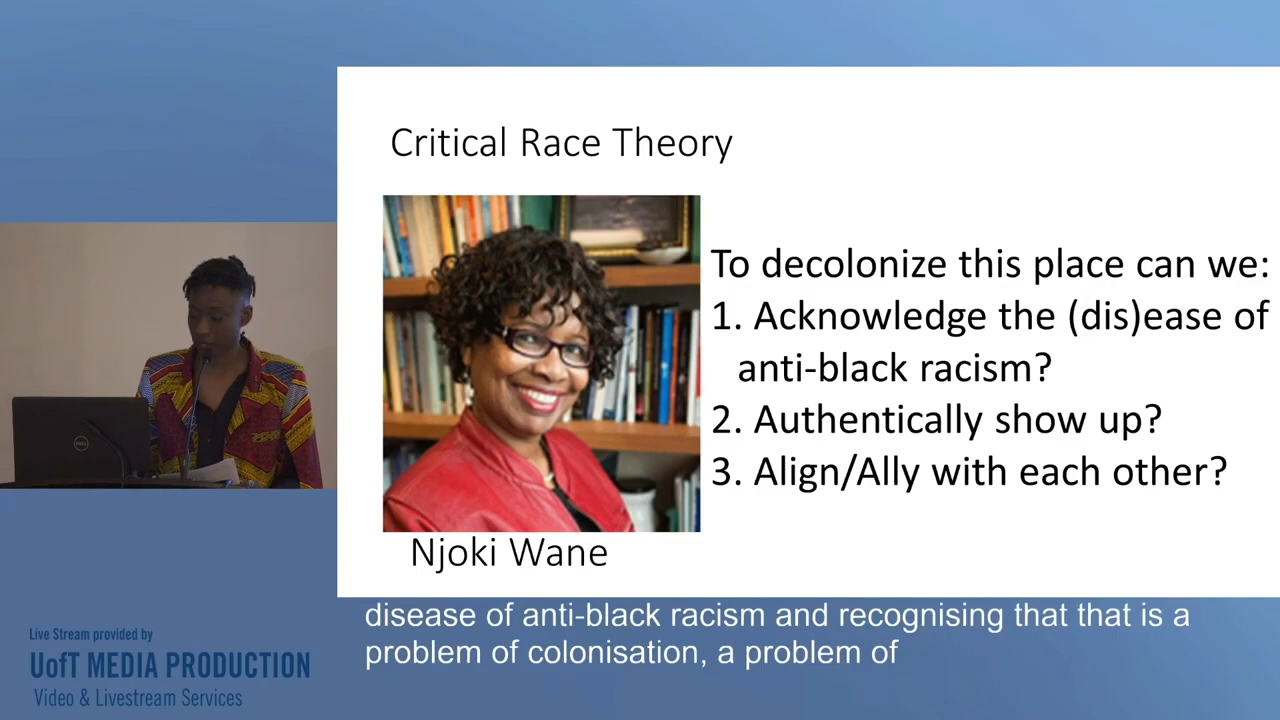 Critical Race Theory
To decolonize this place can we:
1. Acknowledge the (dis)ease of
anti-black racism?
2. Authentically show up?
3. Align/Ally with each other?
Njoki Wane
disease of anti-black racism and recognising that that is a
problem of colonisation, a problem of
Live Stream provided by
UofT MEDIA PRODUCTION
Video & Livestream Services
DELL